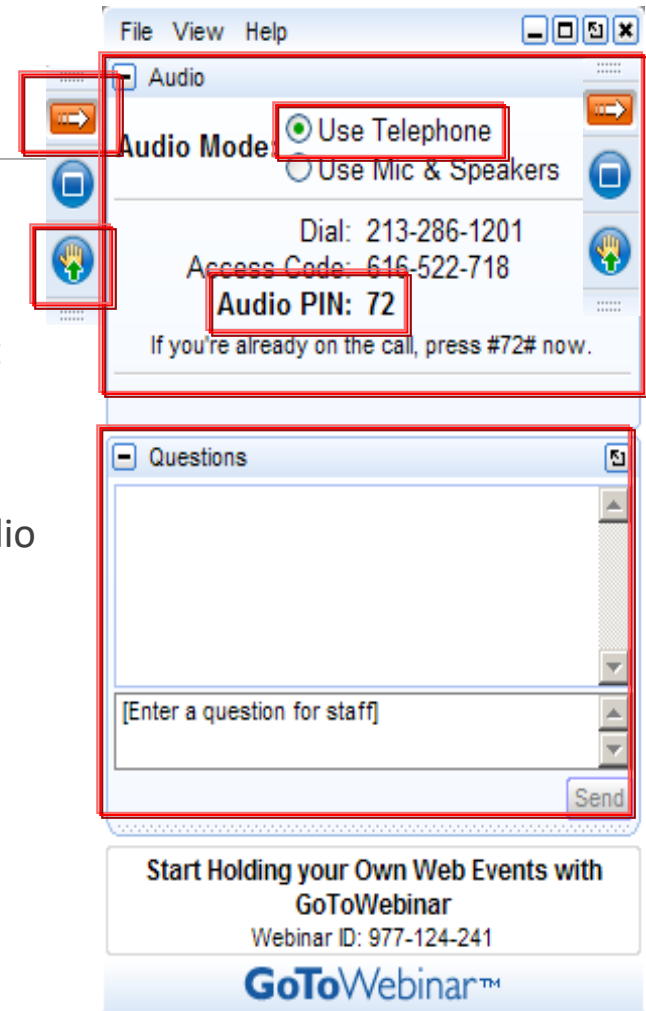 File View Help
Audio
Audio Mode: Use Telephone
Use Mic & Speakers
Dial: 213-286-1201
Access Code: 616-522-718
Audio PIN: 72
If you're already on the call, press #72# now.
Questions
dio
[Enter a question for staff]
Send
Start Holding your Own Web Events with
GoToWebinar
Webinar ID: 977-124-241
GoToWebinar™